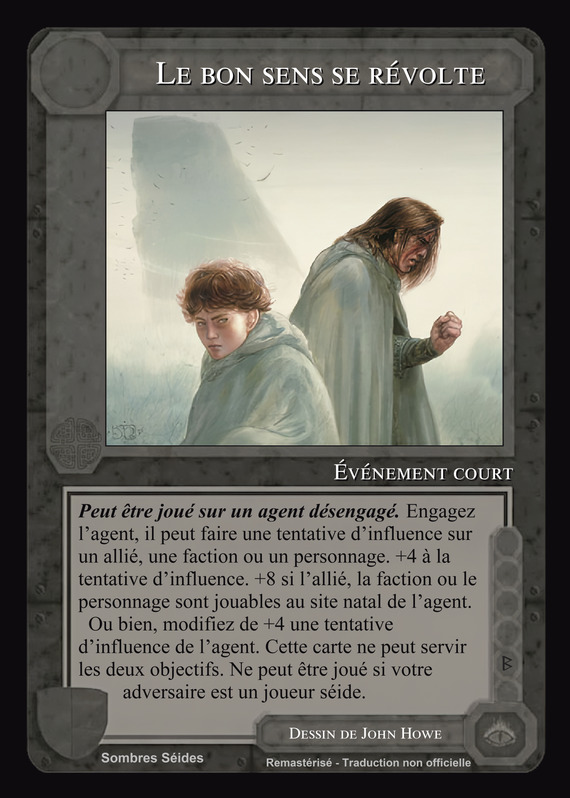 Le bon sens se révolte
Événement court
Peut être joué sur un agent désengagé. Engagez
l'agent, il peut faire une tentative d'influence sur
un allié, une faction ou un personnage. +4 à la
tentative d'influence. +8 si l'allié, la faction ou le
personnage sont jouables au site natal de l'agent.
Ou bien, modifiez de +4 une tentative
d'influence de l'agent. Cette carte ne peut servir
les deux objectifs. Ne peut être joué si votre
adversaire est un joueur séide.
Dessin de John Howe
Sombres Séides
Remastérisé - Traduction non officielle